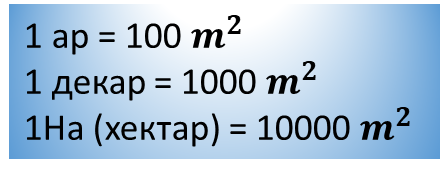 1 ар = 100 m²
1 декар = 1000 m²
1На (хектар) = 10000 m²